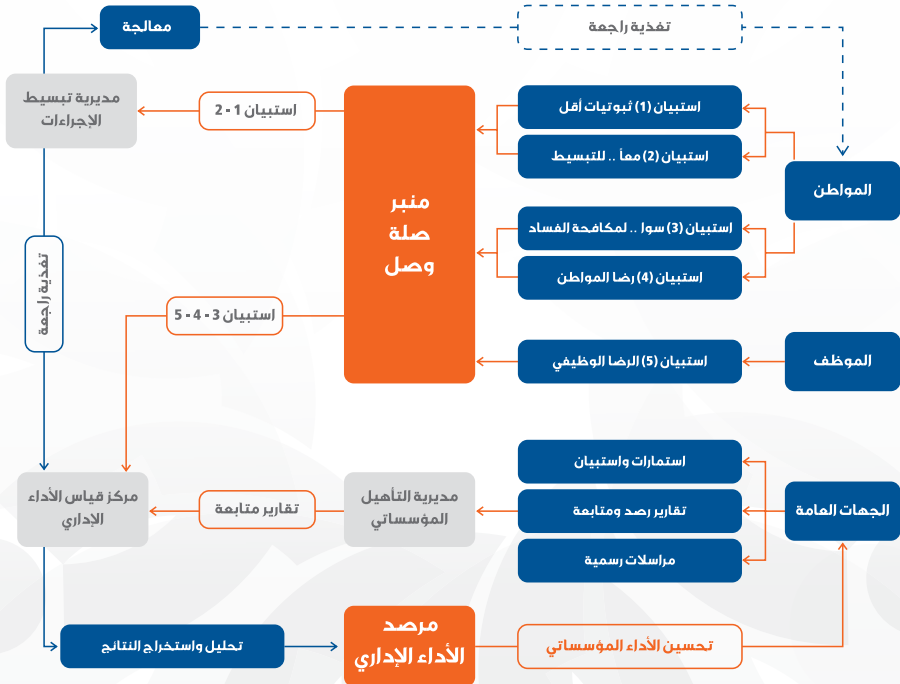 معالجة
تغذية راجعة
مديرية تبسيط
الإجراءات
استبيان 1 - 2
منبر
صلة
وصل
استبيان (1) ثبوتيات أقل
استبيان (2) معاً .. للتبسيط
المواطن
استبيان (3) سوا .. لمكافحة الفساد
استبيان (4) رضا المواطن
تغذية راجعة
استبيان 3 - 4 - 5
استبيان (5) الرضا الوظيفي
الموظف
مركز قياس الأداء
الإداري
تقارير متابعة
مديرية التأهيل
المؤسساتي
استمارات واستبيان
تقارير رصد ومتابعة
مراسلات رسمية
الجهات العامة
تحليل واستخراج النتائج
مرصد
الأداء الإداري
تحسين الأداء المؤسساتي